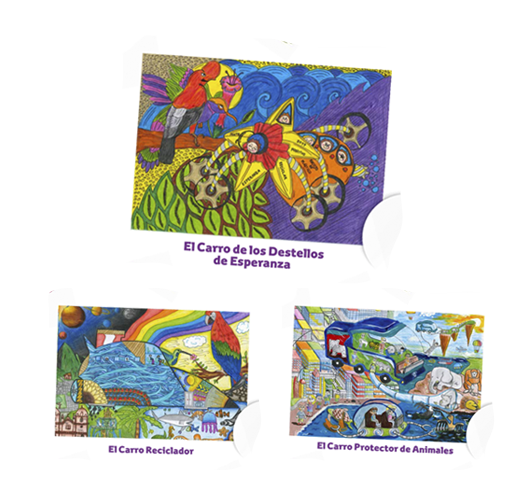 El Carro de los Destellos
de Esperanza
El Carro Reciclador
El Carro Protector de Animales